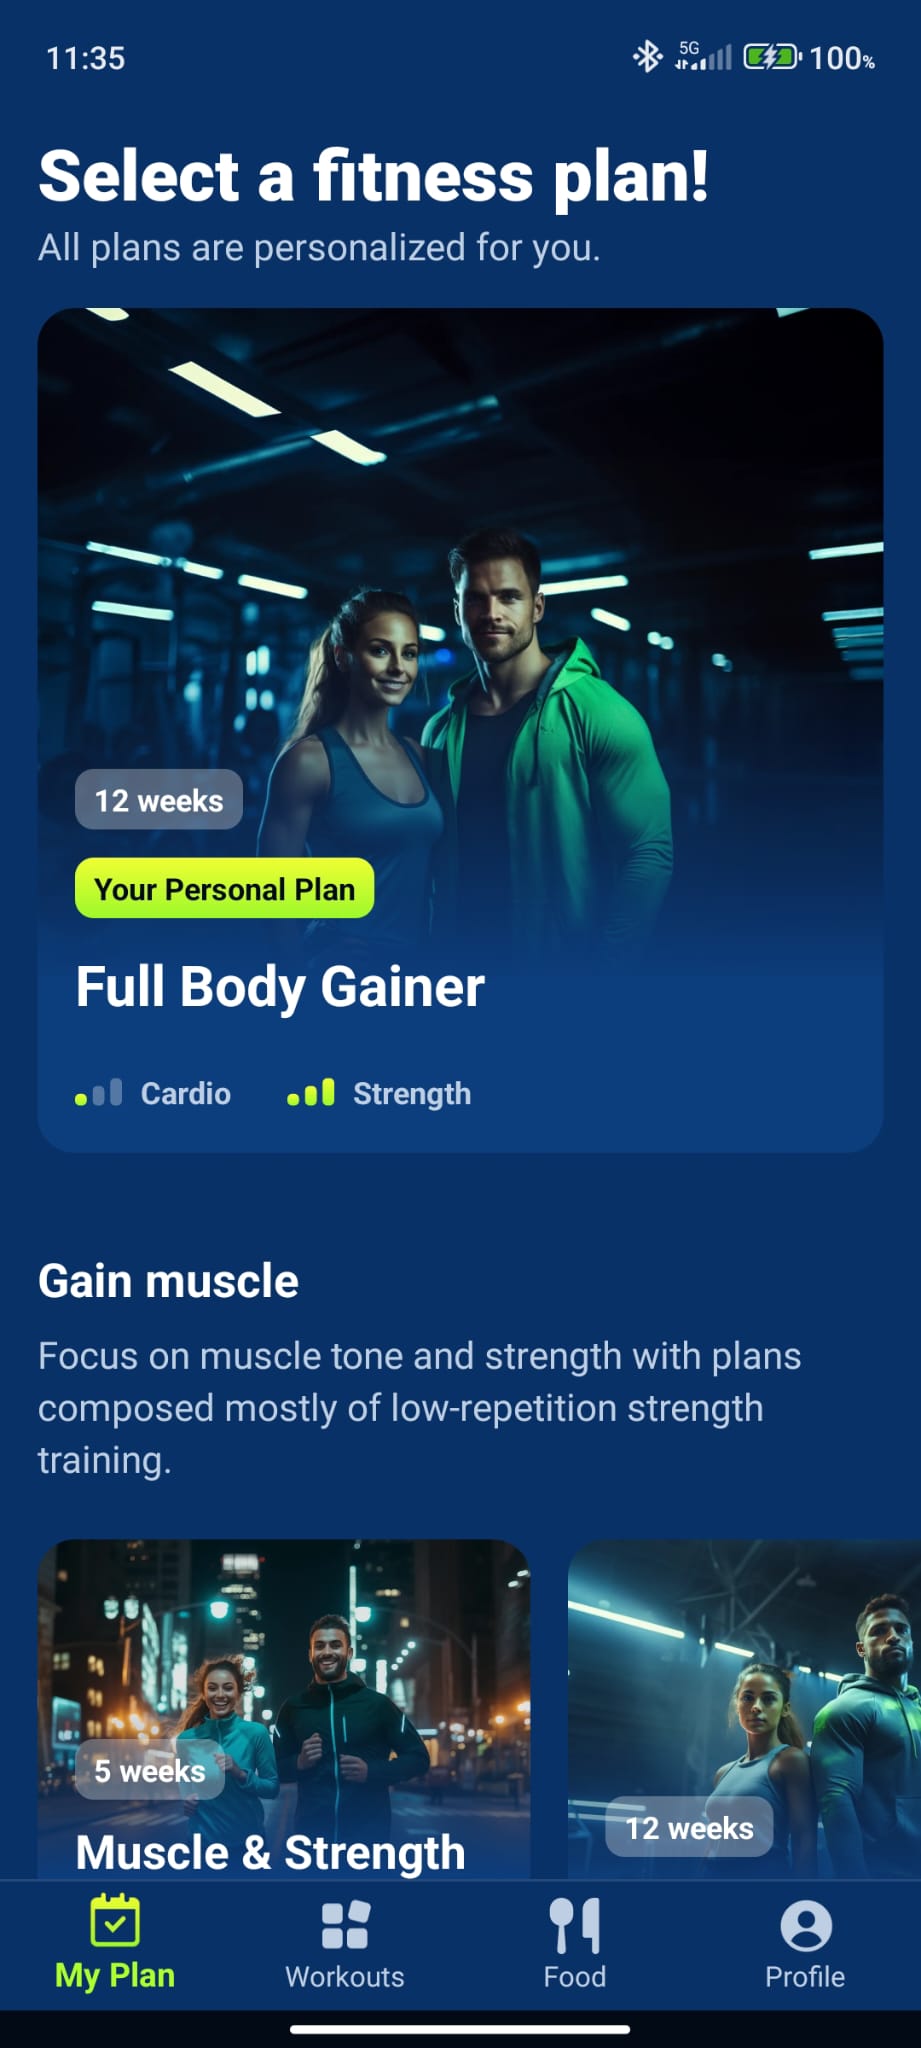 11:35
5G
100%
Select a fitness plan!
All plans are personalized for you.
12 weeks
Your Personal Plan
Full Body Gainer
Cardio
Strength
Gain muscle
Focus on muscle tone and strength with plans
composed mostly of low-repetition strength
training.
5 weeks
Muscle & Strength
12 weeks
My Plan
Workouts
Food
Profile